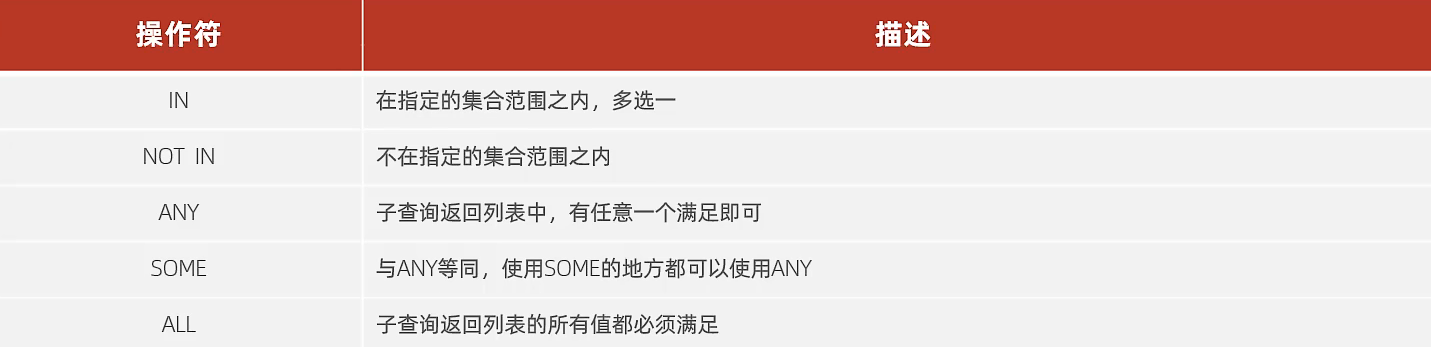 操作符 描述
IN 在指定的集合范围之内，多选一
NOT IN 不在指定的集合范围之内
ANY 子查询返回列表中，有任意一个满足即可
SOME 与ANY等同，使用SOME的地方都可以使用ANY
ALL 子查询返回列表的所有值都必须满足